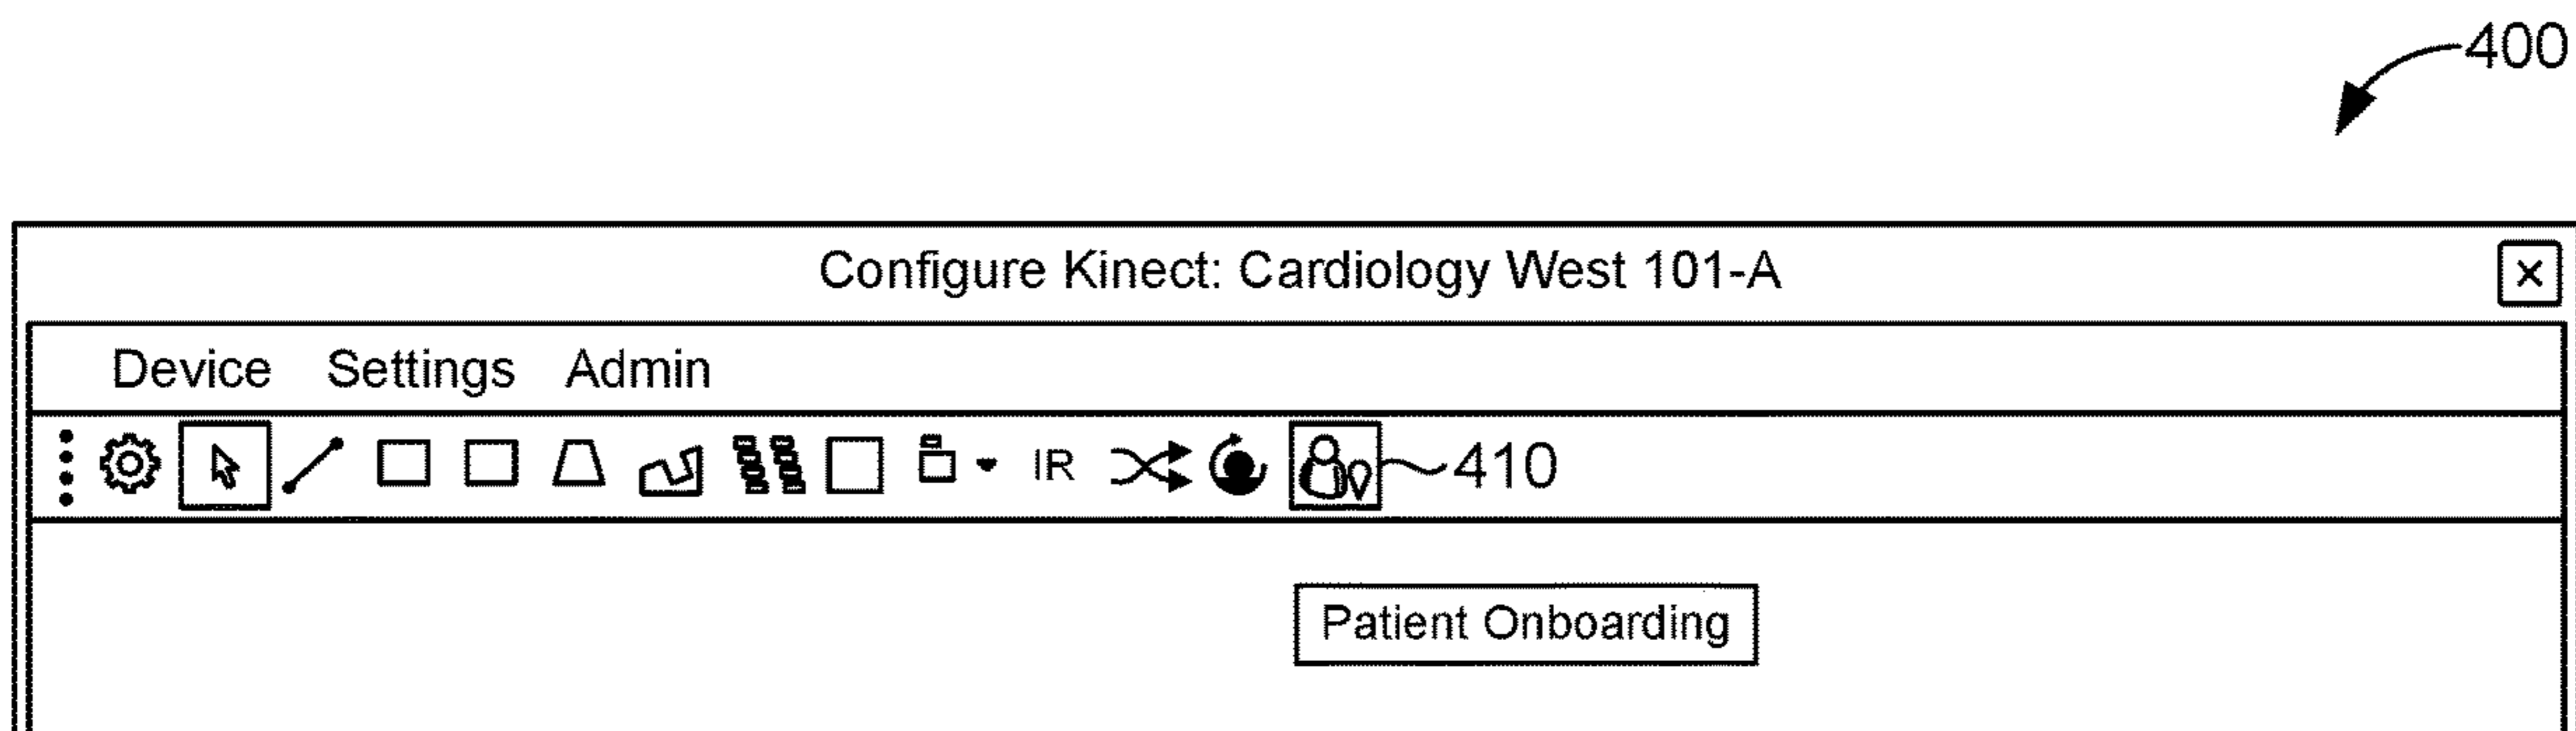 400
Configure Kinect: Cardiology West 101-A
Device Settings Admin
IR 410
Patient Onboarding